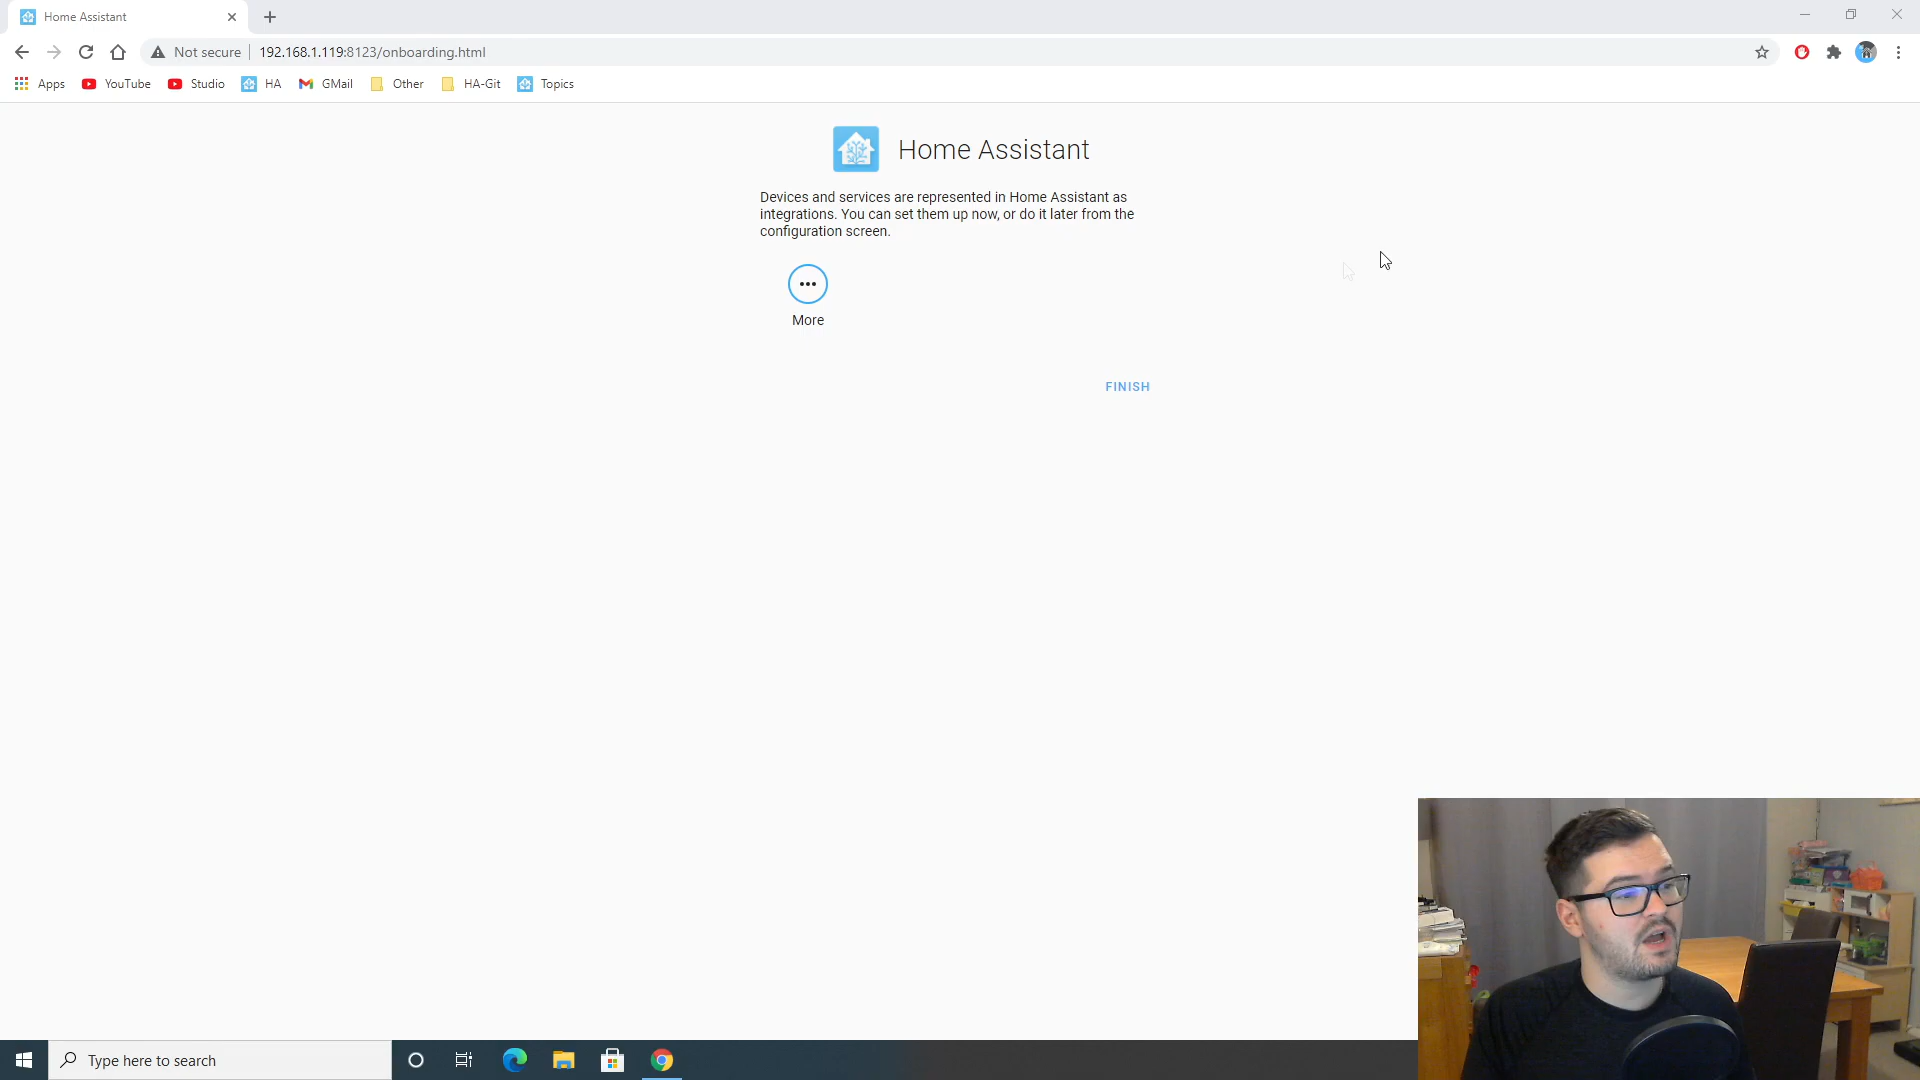 Home Assistant
Not secure
192.168.1.119:8123/onboarding.html
Apps YouTube Studio HA GMail Other HA-Git Topics
Home Assistant
Devices and services are represented in Home Assistant as
integrations. You can set them up now, or do it later from the
configuration screen.
More
FINISH
Type here to search